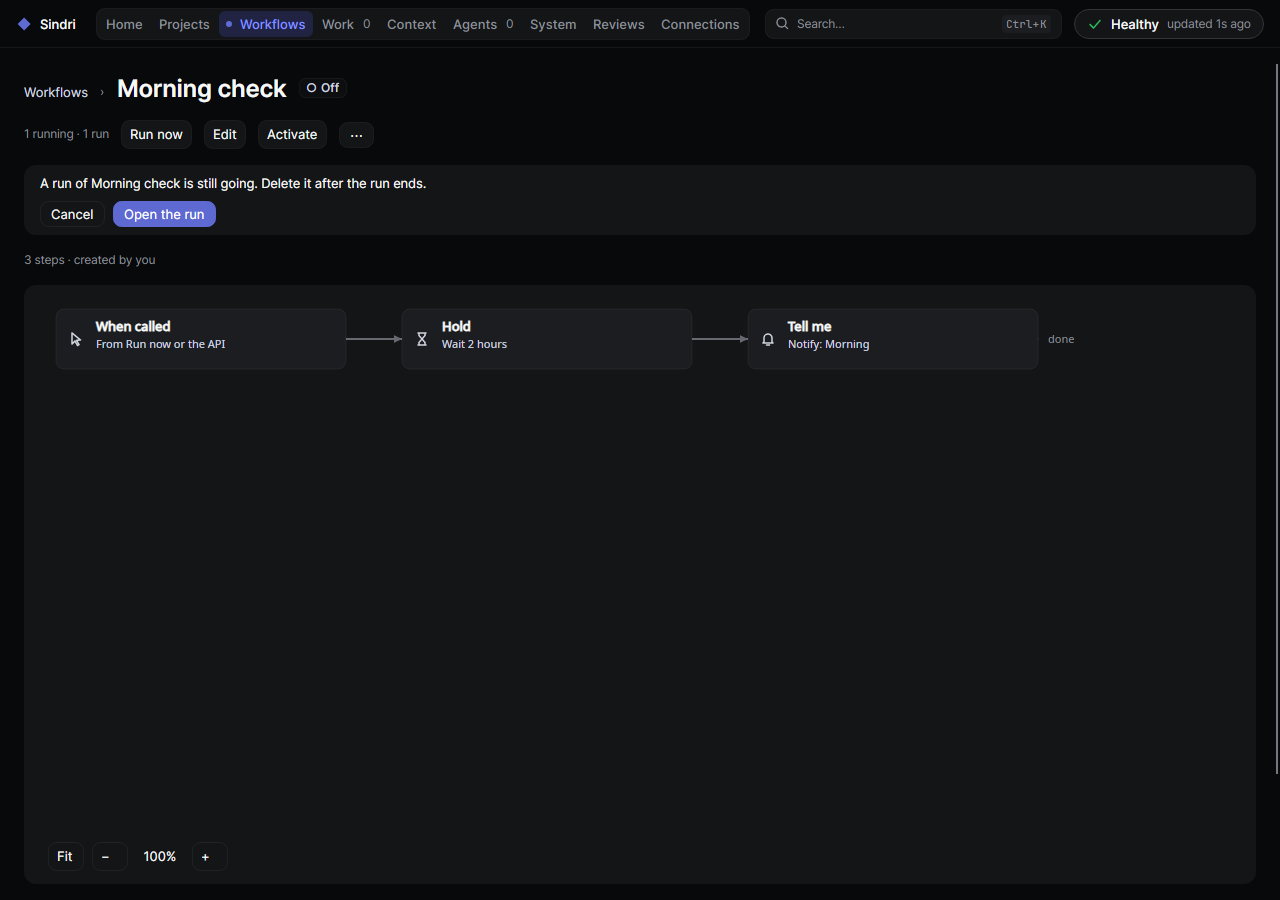 Sindri Home Projects Workflows Work 0 Context Agents 0 System Reviews Connections Search... Ctrl+K Healthy updated 1s ago
Workflows › Morning check Off
1 running · 1 run Run now Edit Activate ...
A run of Morning check is still going. Delete it after the run ends.
Cancel Open the run
3 steps · created by you
When called Hold Tell me
From Run now or the API Wait 2 hours Notify: Morning done
Fit – 100% +